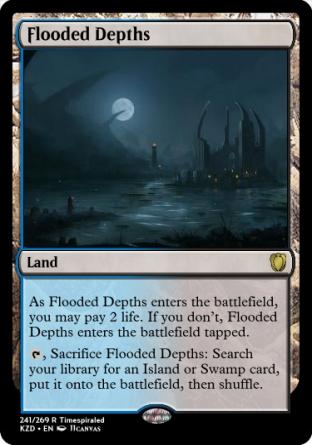 Flooded Depths
Land
As Flooded Depths enters the battlefield,
you may pay 2 life. If you don't, Flooded
Depths enters the battlefield tapped.
, Sacrifice Flooded Depths: Search
your library for an Island or Swamp card,
put it onto the battlefield, then shuffle.
241/269 R Timespiraled
KZD • EN 11CANVAS